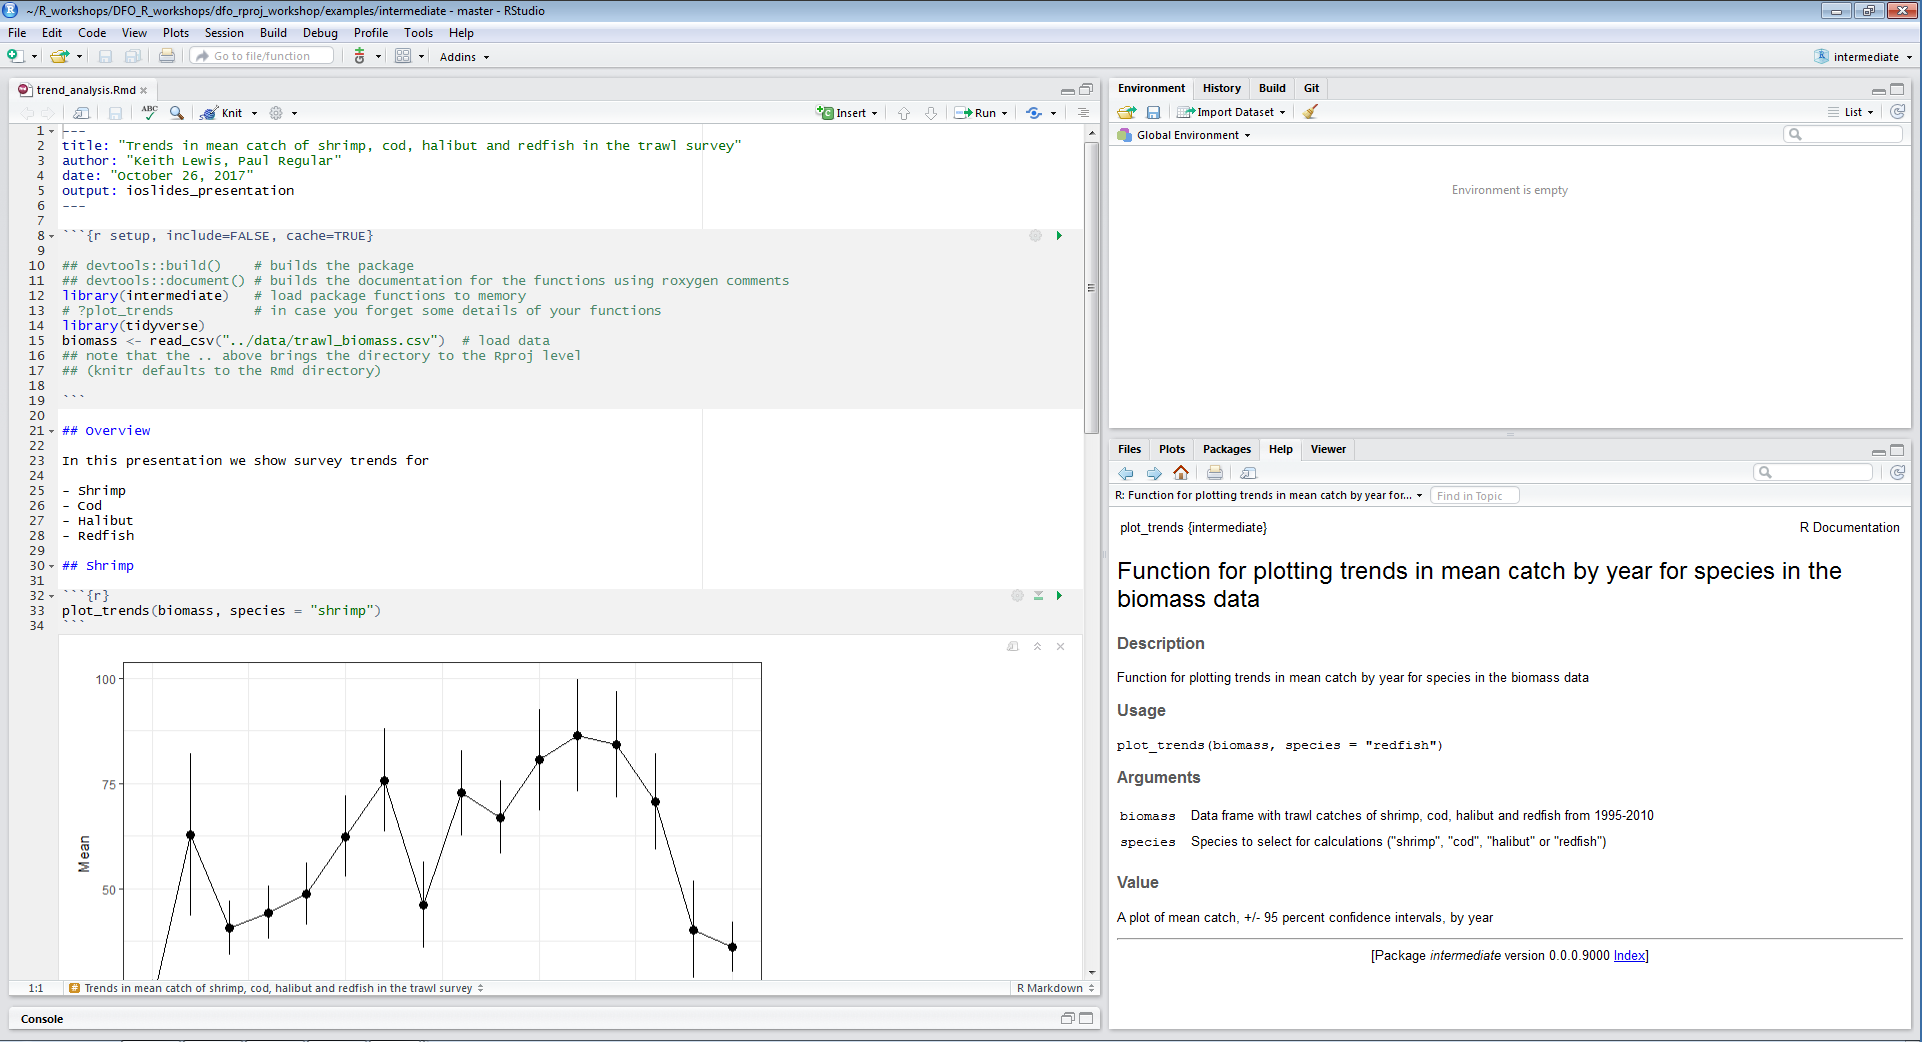 ~/R_workshops/DFO_R_workshops/dfo_rproj_workshop/examples/intermediate - master - RStudio
File Edit Code View Plots Session Build Debug Profile Tools Help
Go to file/function Addins intermediate
trend_analysis.Rmd
ABC Knit Insert Run
1 ---
2 title: "Trends in mean catch of shrimp, cod, halibut and redfish in the trawl survey"
3 author: "Keith Lewis, Paul Regular"
4 date: "October 26, 2017"
5 output: ioslides_presentation
6 ---
7
8 ```{r setup, include=FALSE, cache=TRUE}
9
10 ## devtools::build() # builds the package
11 ## devtools::document() # builds the documentation for the functions using roxygen comments
12 library(intermediate) # load package functions to memory
13 # ?plot_trends # in case you forget some details of your functions
14 library(tidyverse)
15 biomass <- read_csv("../data/trawl_biomass.csv") # load data
16 ## note that the .. above brings the directory to the Rproj level
17 ## (knitr defaults to the Rmd directory)
18
19 ```
20
21 ## Overview
22
23 In this presentation we show survey trends for
24
25 - Shrimp
26 - Cod
27 - Halibut
28 - Redfish
29
30 ## Shrimp
31
32 ```{r}
33 plot_trends(biomass, species = "shrimp")
34 ```
100
75
50
Mean
1:1 # Trends in mean catch of shrimp, cod, halibut and redfish in the trawl survey R Markdown
Console
Environment History Build Git
Import Dataset List
Global Environment
Environment is empty
Files Plots Packages Help Viewer
R: Function for plotting trends in mean catch by year for... Find in Topic
plot_trends {intermediate} R Documentation
Function for plotting trends in mean catch by year for species in the
biomass data
Description
Function for plotting trends in mean catch by year for species in the biomass data
Usage
plot_trends(biomass, species = "redfish")
Arguments
biomass Data frame with trawl catches of shrimp, cod, halibut and redfish from 1995-2010
species Species to select for calculations ("shrimp", "cod", "halibut" or "redfish")
Value
A plot of mean catch, +/- 95 percent confidence intervals, by year
[Package intermediate version 0.0.0.9000 Index]